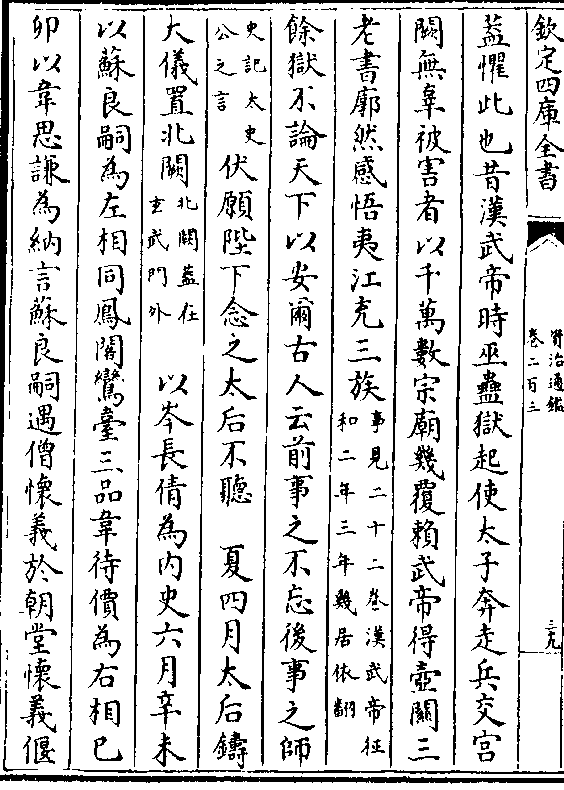 欽定四庫全書
資治通鑑
卷二百三
三九
葢懼此也昔漢武帝時巫蠱獄起使太子奔走兵交宮
闕無辜被害者以千萬數宗廟幾覆賴武帝得壺關三
老書廓然感悟夷江充三族事見二十二卷漢武帝征
和二年三年幾居依翻
餘獄不論天下以安爾古人云前事之不忘後事之師
史記太史
公之言伏願陛下念之太后不聽 夏四月太后鑄
大儀置北闕北闕葢在
玄武門外 以岑長倩為內史六月辛未
以蘇良嗣為左相同鳳閣鸞臺三品韋待價為右相己
卯以韋思謙為納言蘇良嗣遇僧懷義於朝堂懷義偃